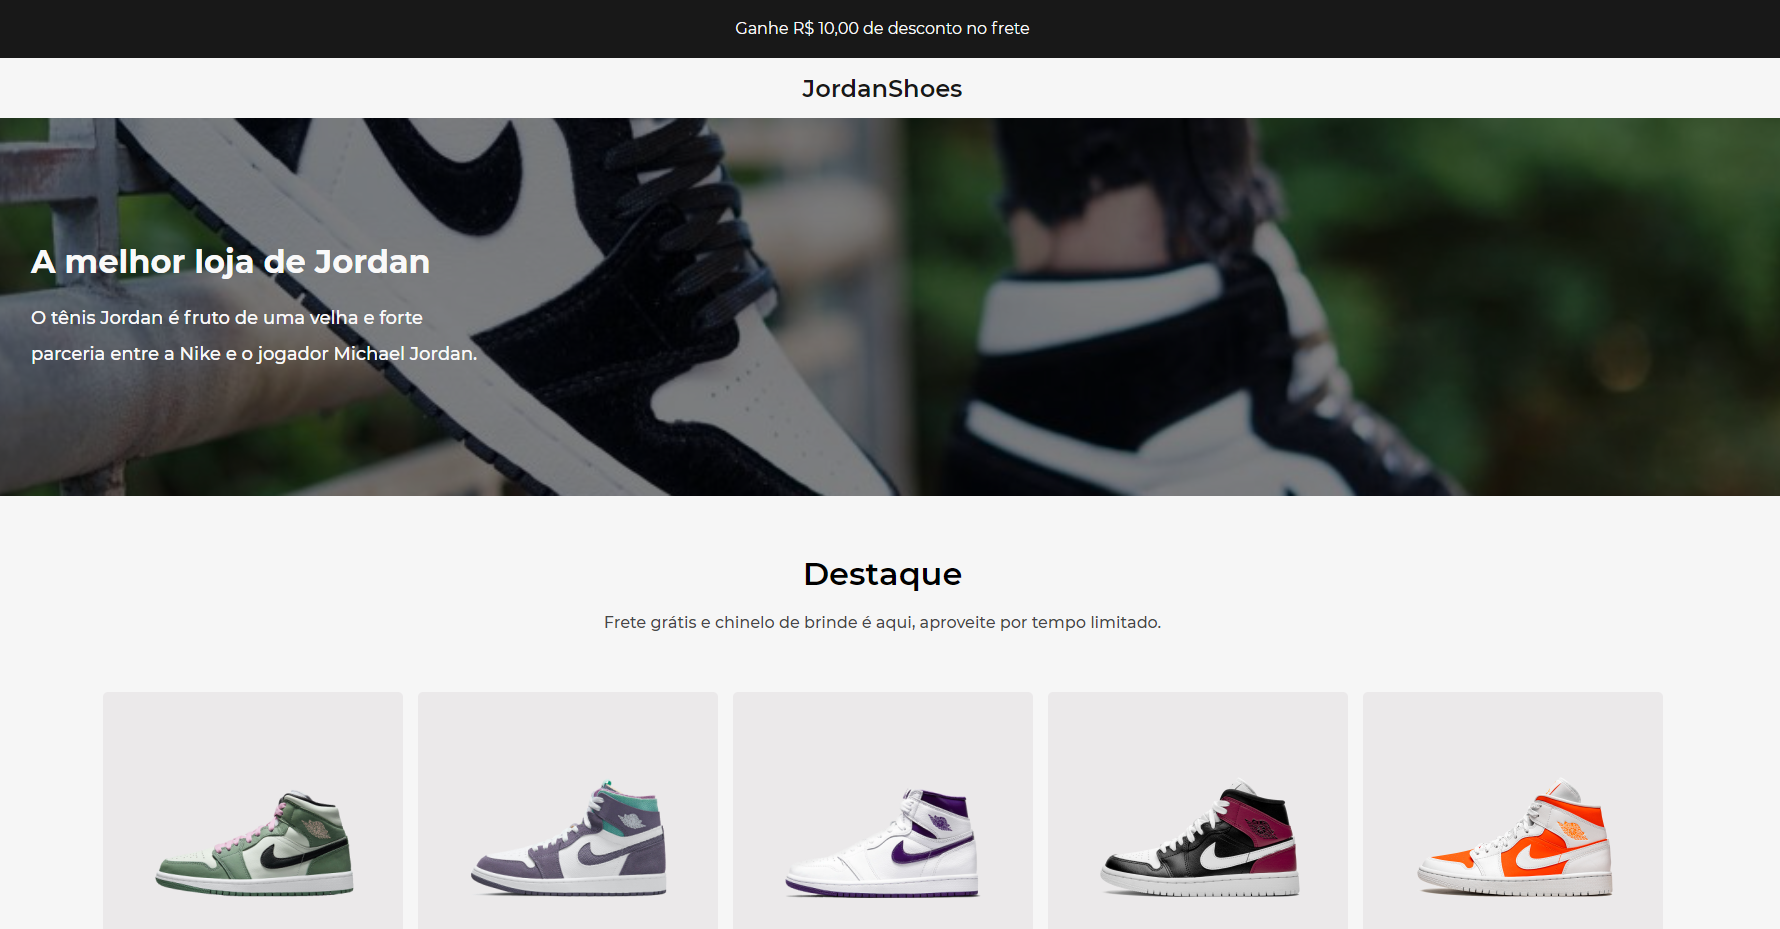 Ganhe R$ 10,00 de desconto no frete
JordanShoes
A melhor loja de Jordan
O tênis Jordan é fruto de uma velha e forte
parceria entre a Nike e o jogador Michael Jordan.
Destaque
Frete grátis e chinelo de brinde é aqui, aproveite por tempo limitado.